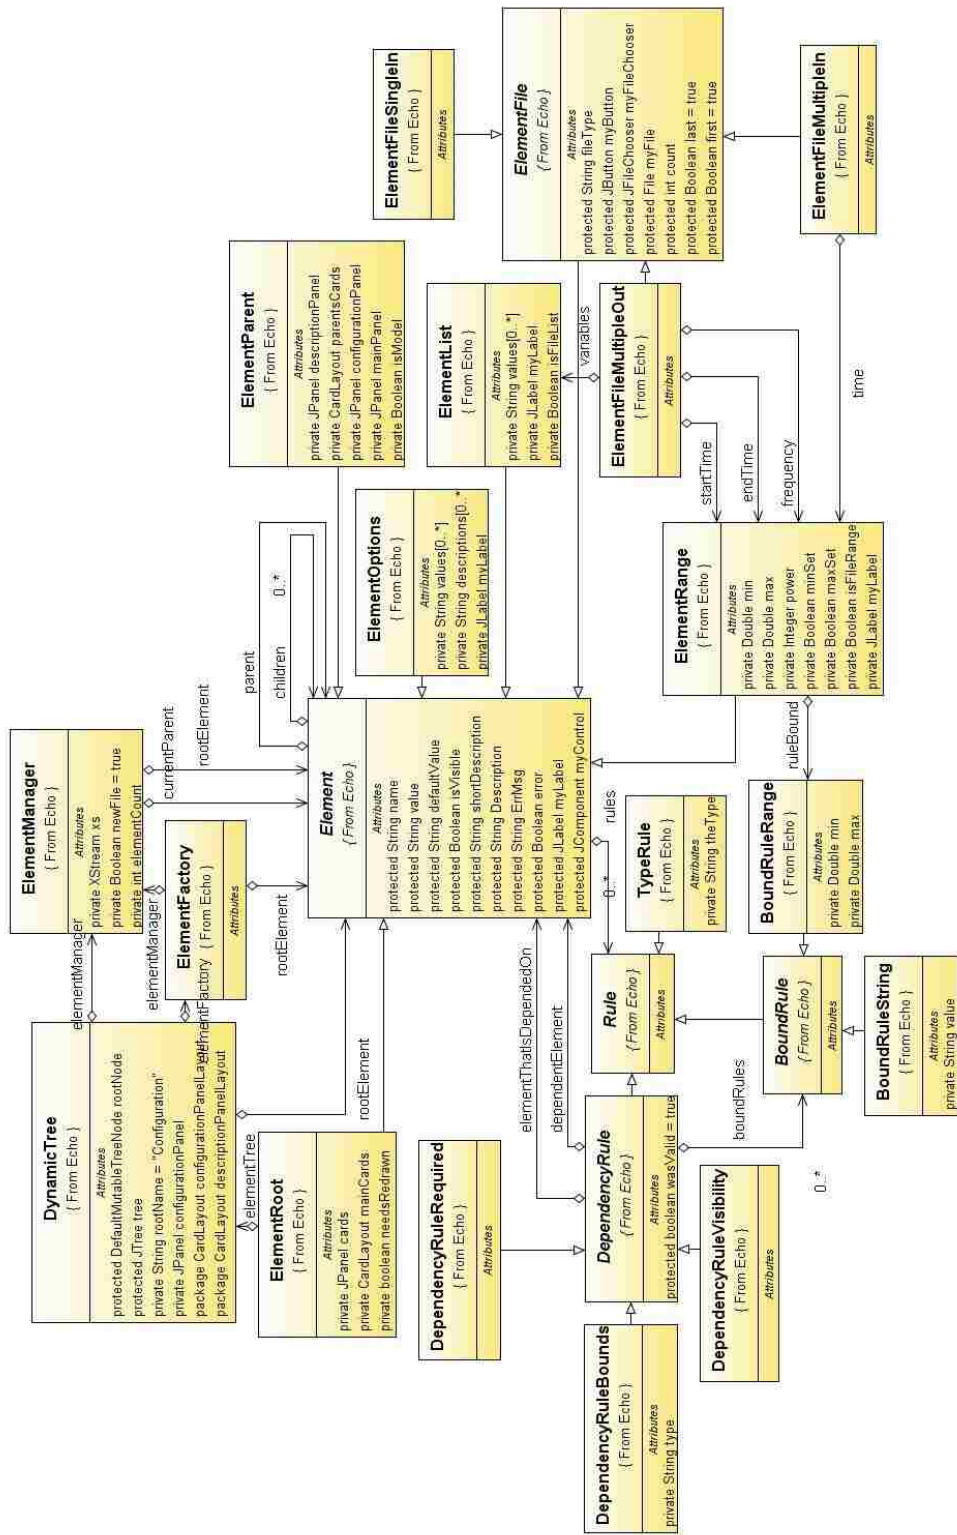 DynamicTree
{ From Echo }
Attributes
protected DefaultMutableTreeNode rootNode
protected JTree tree
private String rootName = "Configuration"
private JPanel configurationPanel
package CardLayout configurationPanelLayout
package CardLayout descriptionPanelLayout
elementManager
ElementManager
{ From Echo }
Attributes
private XStream xs
private Boolean newFile = true
private int elementCount
elementManager
elementFactory
ElementFactory
{ From Echo }
Attributes
currentParent
rootElement
rootElement
elementTree
rootElement
ElementRoot
{ From Echo }
Attributes
private JPanel cards
private CardLayout mainCards
private boolean needsRedrawn
parent
children
0..*
Element
{ From Echo }
Attributes
protected String name
protected String value
protected String defaultValue
protected Boolean isVisible
protected String shortDescription
protected String Description
protected String ErrMsg
protected Boolean error
protected JLabel myLabel
protected JComponent myControl
ElementParent
{ From Echo }
Attributes
private JPanel descriptionPanel
private CardLayout parentsCards
private JPanel configurationPanel
private JPanel mainPanel
private Boolean isModel
ElementOptions
{ From Echo }
Attributes
private String values[0..*]
private String descriptions[0..*
private JLabel myLabel
ElementList
{ From Echo }
Attributes
private String values[0..*]
private JLabel myLabel
private Boolean isFileList
ElementFileSingleIn
{ From Echo }
Attributes
ElementFile
{ From Echo }
Attributes
protected String fileType
protected JButton myButton
protected JFileChooser myFileChooser
protected File myFile
protected int count
protected Boolean last = true
protected Boolean first = true
variables
ElementFileMultipleOut
{ From Echo }
Attributes
ElementFileMultipleIn
{ From Echo }
Attributes
startTime
endTime
frequency
time
ElementRange
{ From Echo }
Attributes
private Double min
private Double max
private Integer power
private Boolean minSet
private Boolean maxSet
private Boolean isFileRange
private JLabel myLabel
ruleBound
rules
0..*
elementThatIsDependedOn
dependentElement
DependencyRuleRequired
{ From Echo }
Attributes
DependencyRule
{ From Echo }
Attributes
protected boolean wasValid = true
Rule
{ From Echo }
Attributes
TypeRule
{ From Echo }
Attributes
private String theType
DependencyRuleBounds
{ From Echo }
Attributes
private String type
DependencyRuleVisibility
{ From Echo }
Attributes
boundRules
0..*
BoundRule
{ From Echo }
Attributes
BoundRuleRange
{ From Echo }
Attributes
private Double min
private Double max
BoundRuleString
{ From Echo }
Attributes
private String value